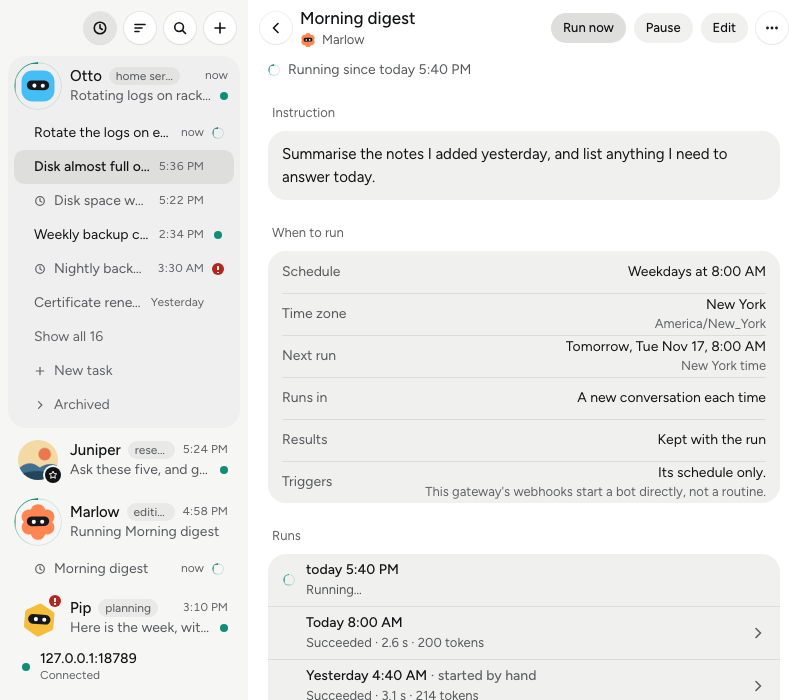 Otto
home ser...
now
Rotating logs on rack...
Rotate the logs on e...
now
Disk almost full o...
5:36 PM
Disk space w...
5:22 PM
Weekly backup c...
2:34 PM
Nightly back...
3:30 AM
Certificate rene...
Yesterday
Show all 16
New task
Archived
Juniper
rese...
5:24 PM
Ask these five, and g...
Marlow
editi...
4:58 PM
Running Morning digest
Morning digest
now
Pip
planning
3:10 PM
Here is the week, wit...
127.0.0.1:18789
Connected
Morning digest
Marlow
Run now
Pause
Edit
Running since today 5:40 PM
Instruction
Summarise the notes I added yesterday, and list anything I need to
answer today.
When to run
Schedule
Weekdays at 8:00 AM
Time zone
New York
America/New_York
Next run
Tomorrow, Tue Nov 17, 8:00 AM
New York time
Runs in
A new conversation each time
Results
Kept with the run
Triggers
Its schedule only.
This gateway's webhooks start a bot directly, not a routine.
Runs
today 5:40 PM
Running...
Today 8:00 AM
Succeeded · 2.6 s · 200 tokens
Yesterday 4:40 AM · started by hand
Succeeded · 3.1 s · 214 tokens